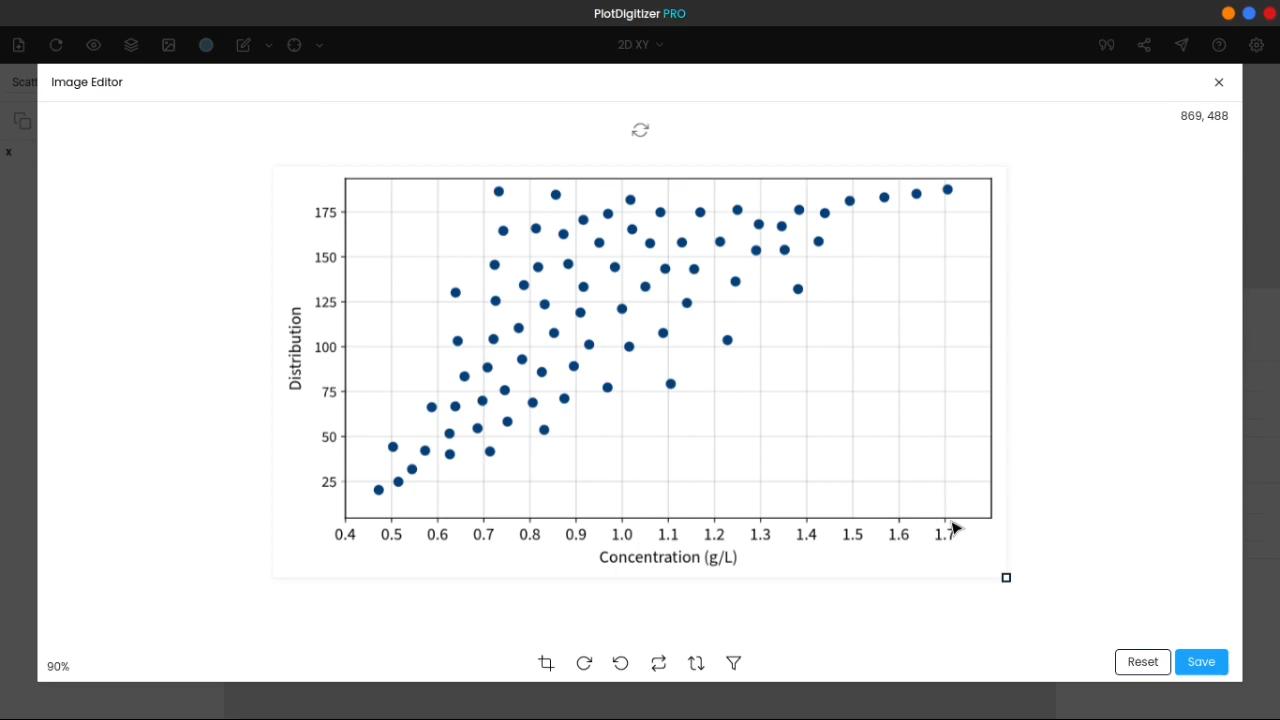 PlotDigitizer PRO
2D XY
Scatt
Image Editor
869, 488
x
175
150
125
100
75
50
25
Distribution
0.4 0.5 0.6 0.7 0.8 0.9 1.0 1.1 1.2 1.3 1.4 1.5 1.6 1.7
Concentration (g/L)
90%
Reset
Save